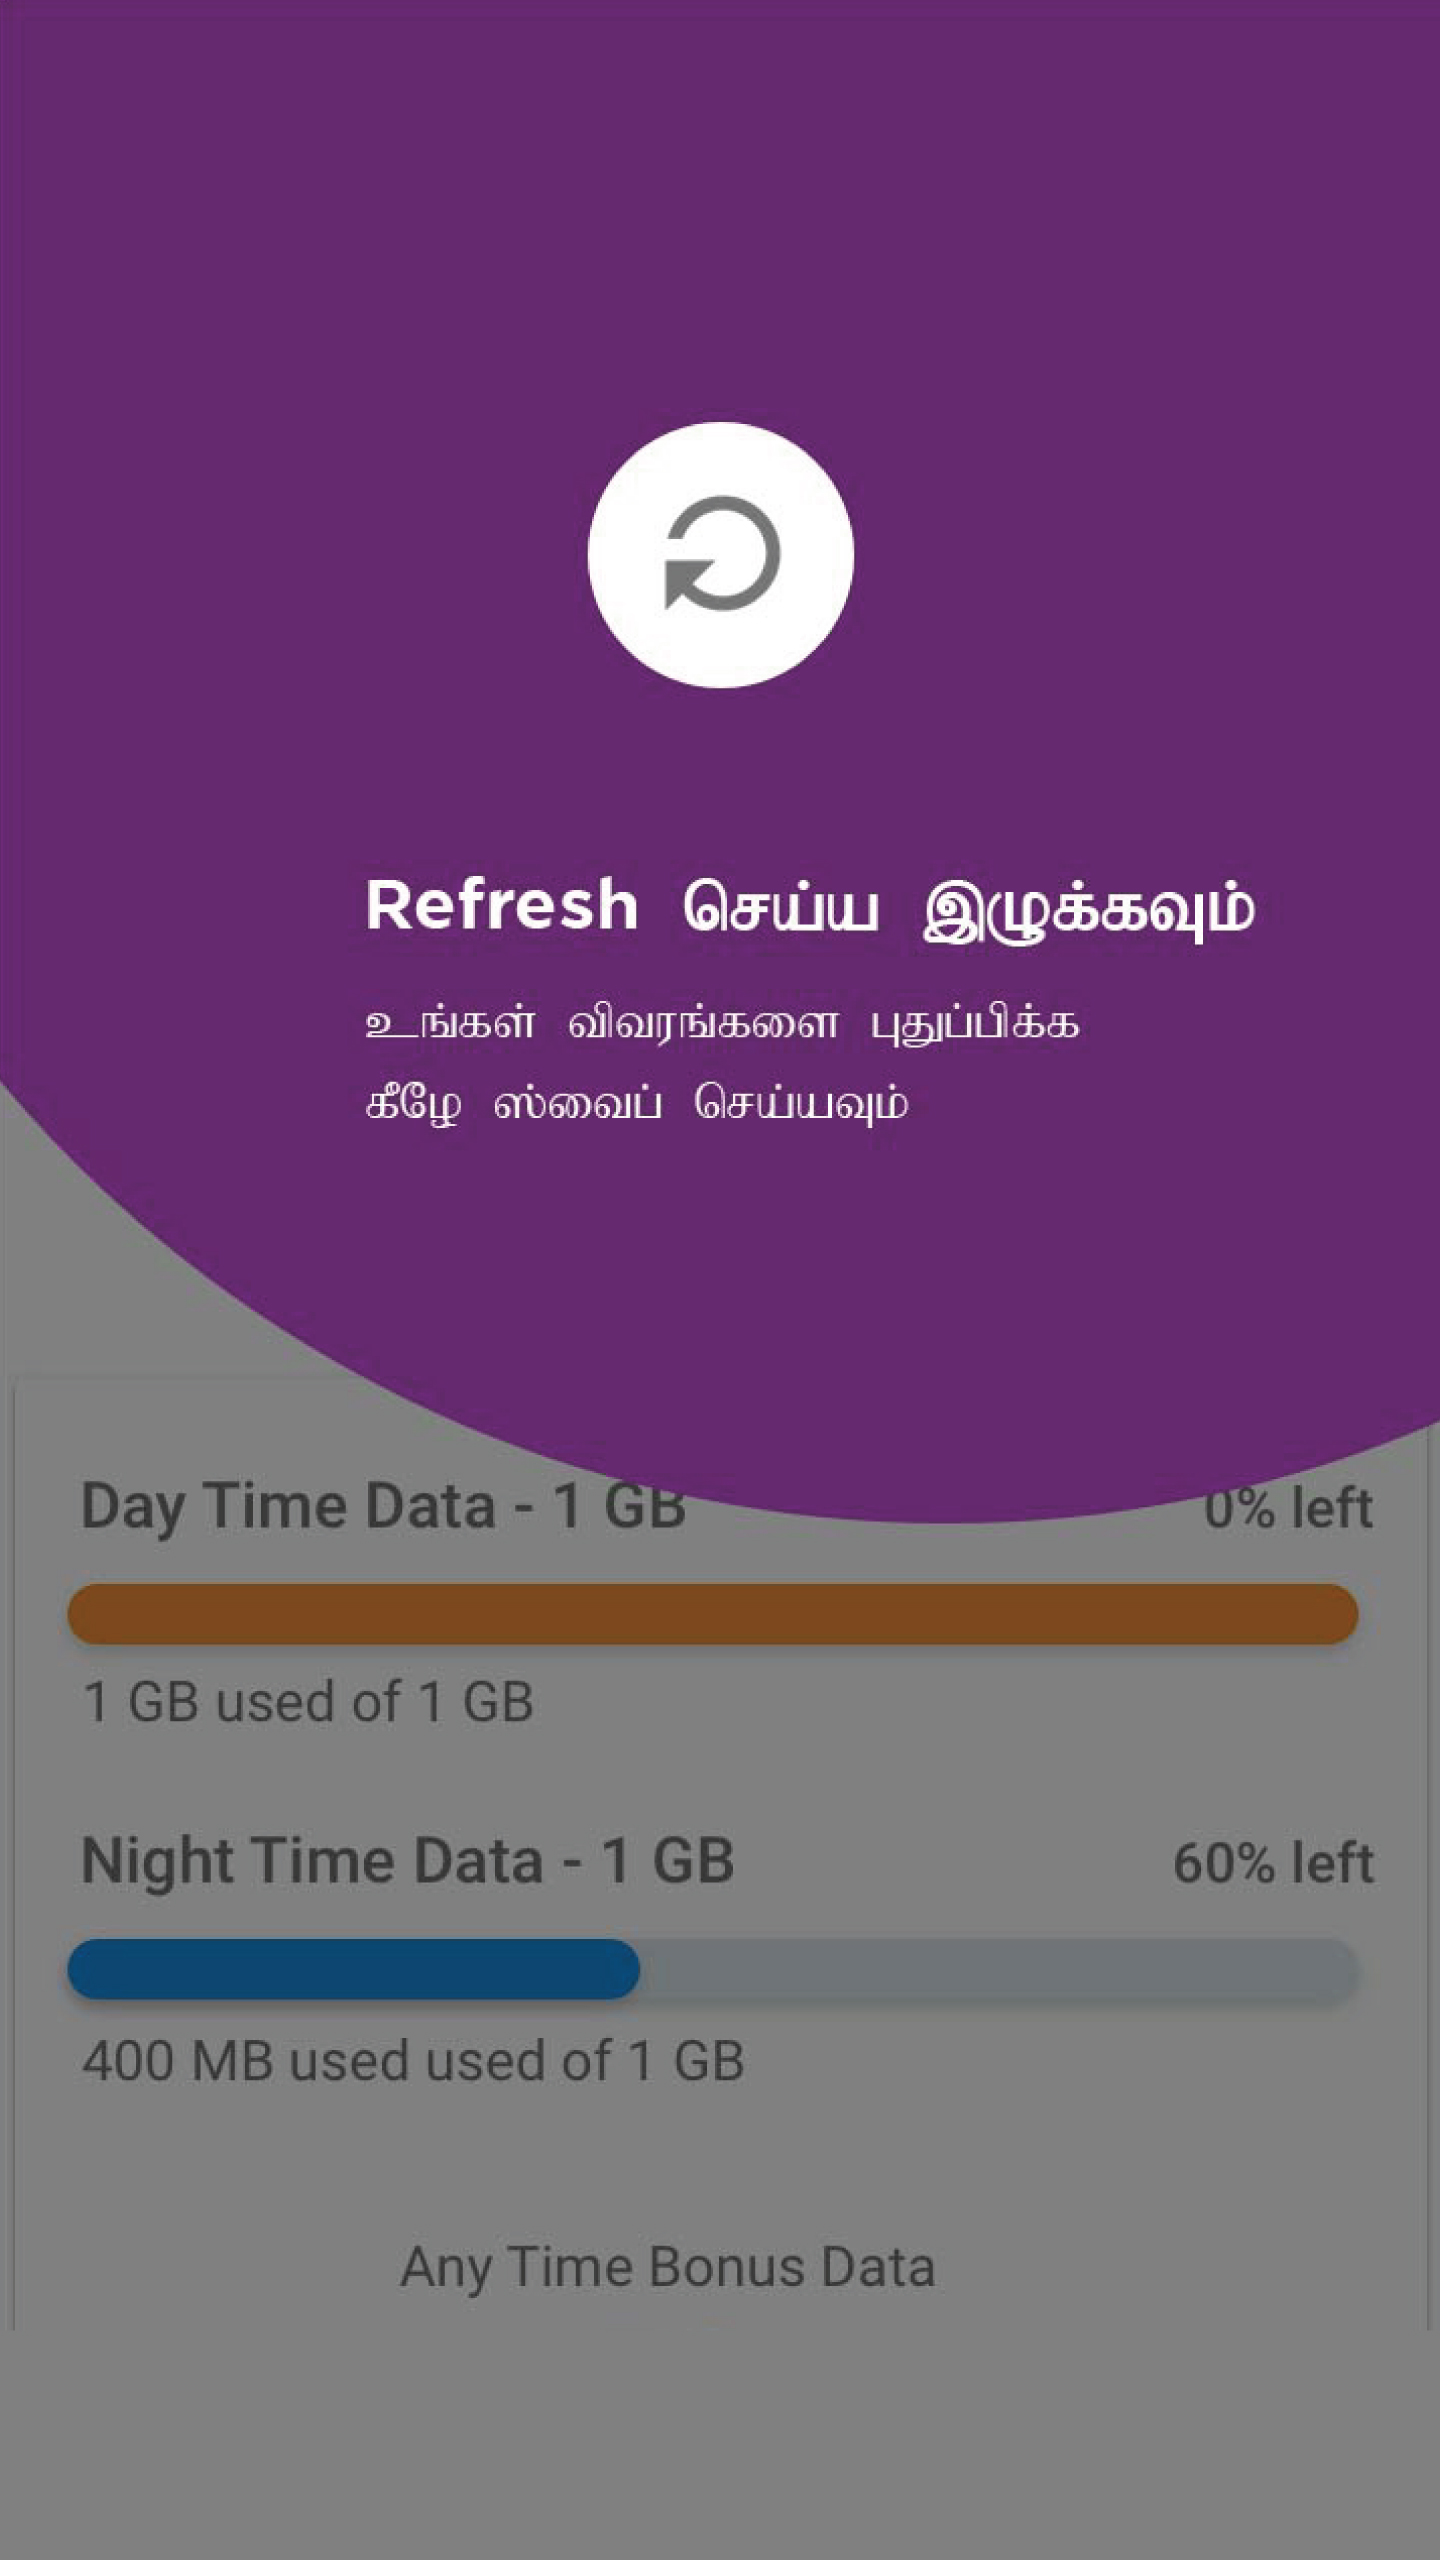 Refresh செய்ய இழுக்கவும்
உங்கள் விவரங்களை புதுப்பிக்க
கீழே ஸ்வைப் செய்யவும்
Day Time Data - 1 GB 0% left
1 GB used of 1 GB
Night Time Data - 1 GB 60% left
400 MB used used of 1 GB
Any Time Bonus Data